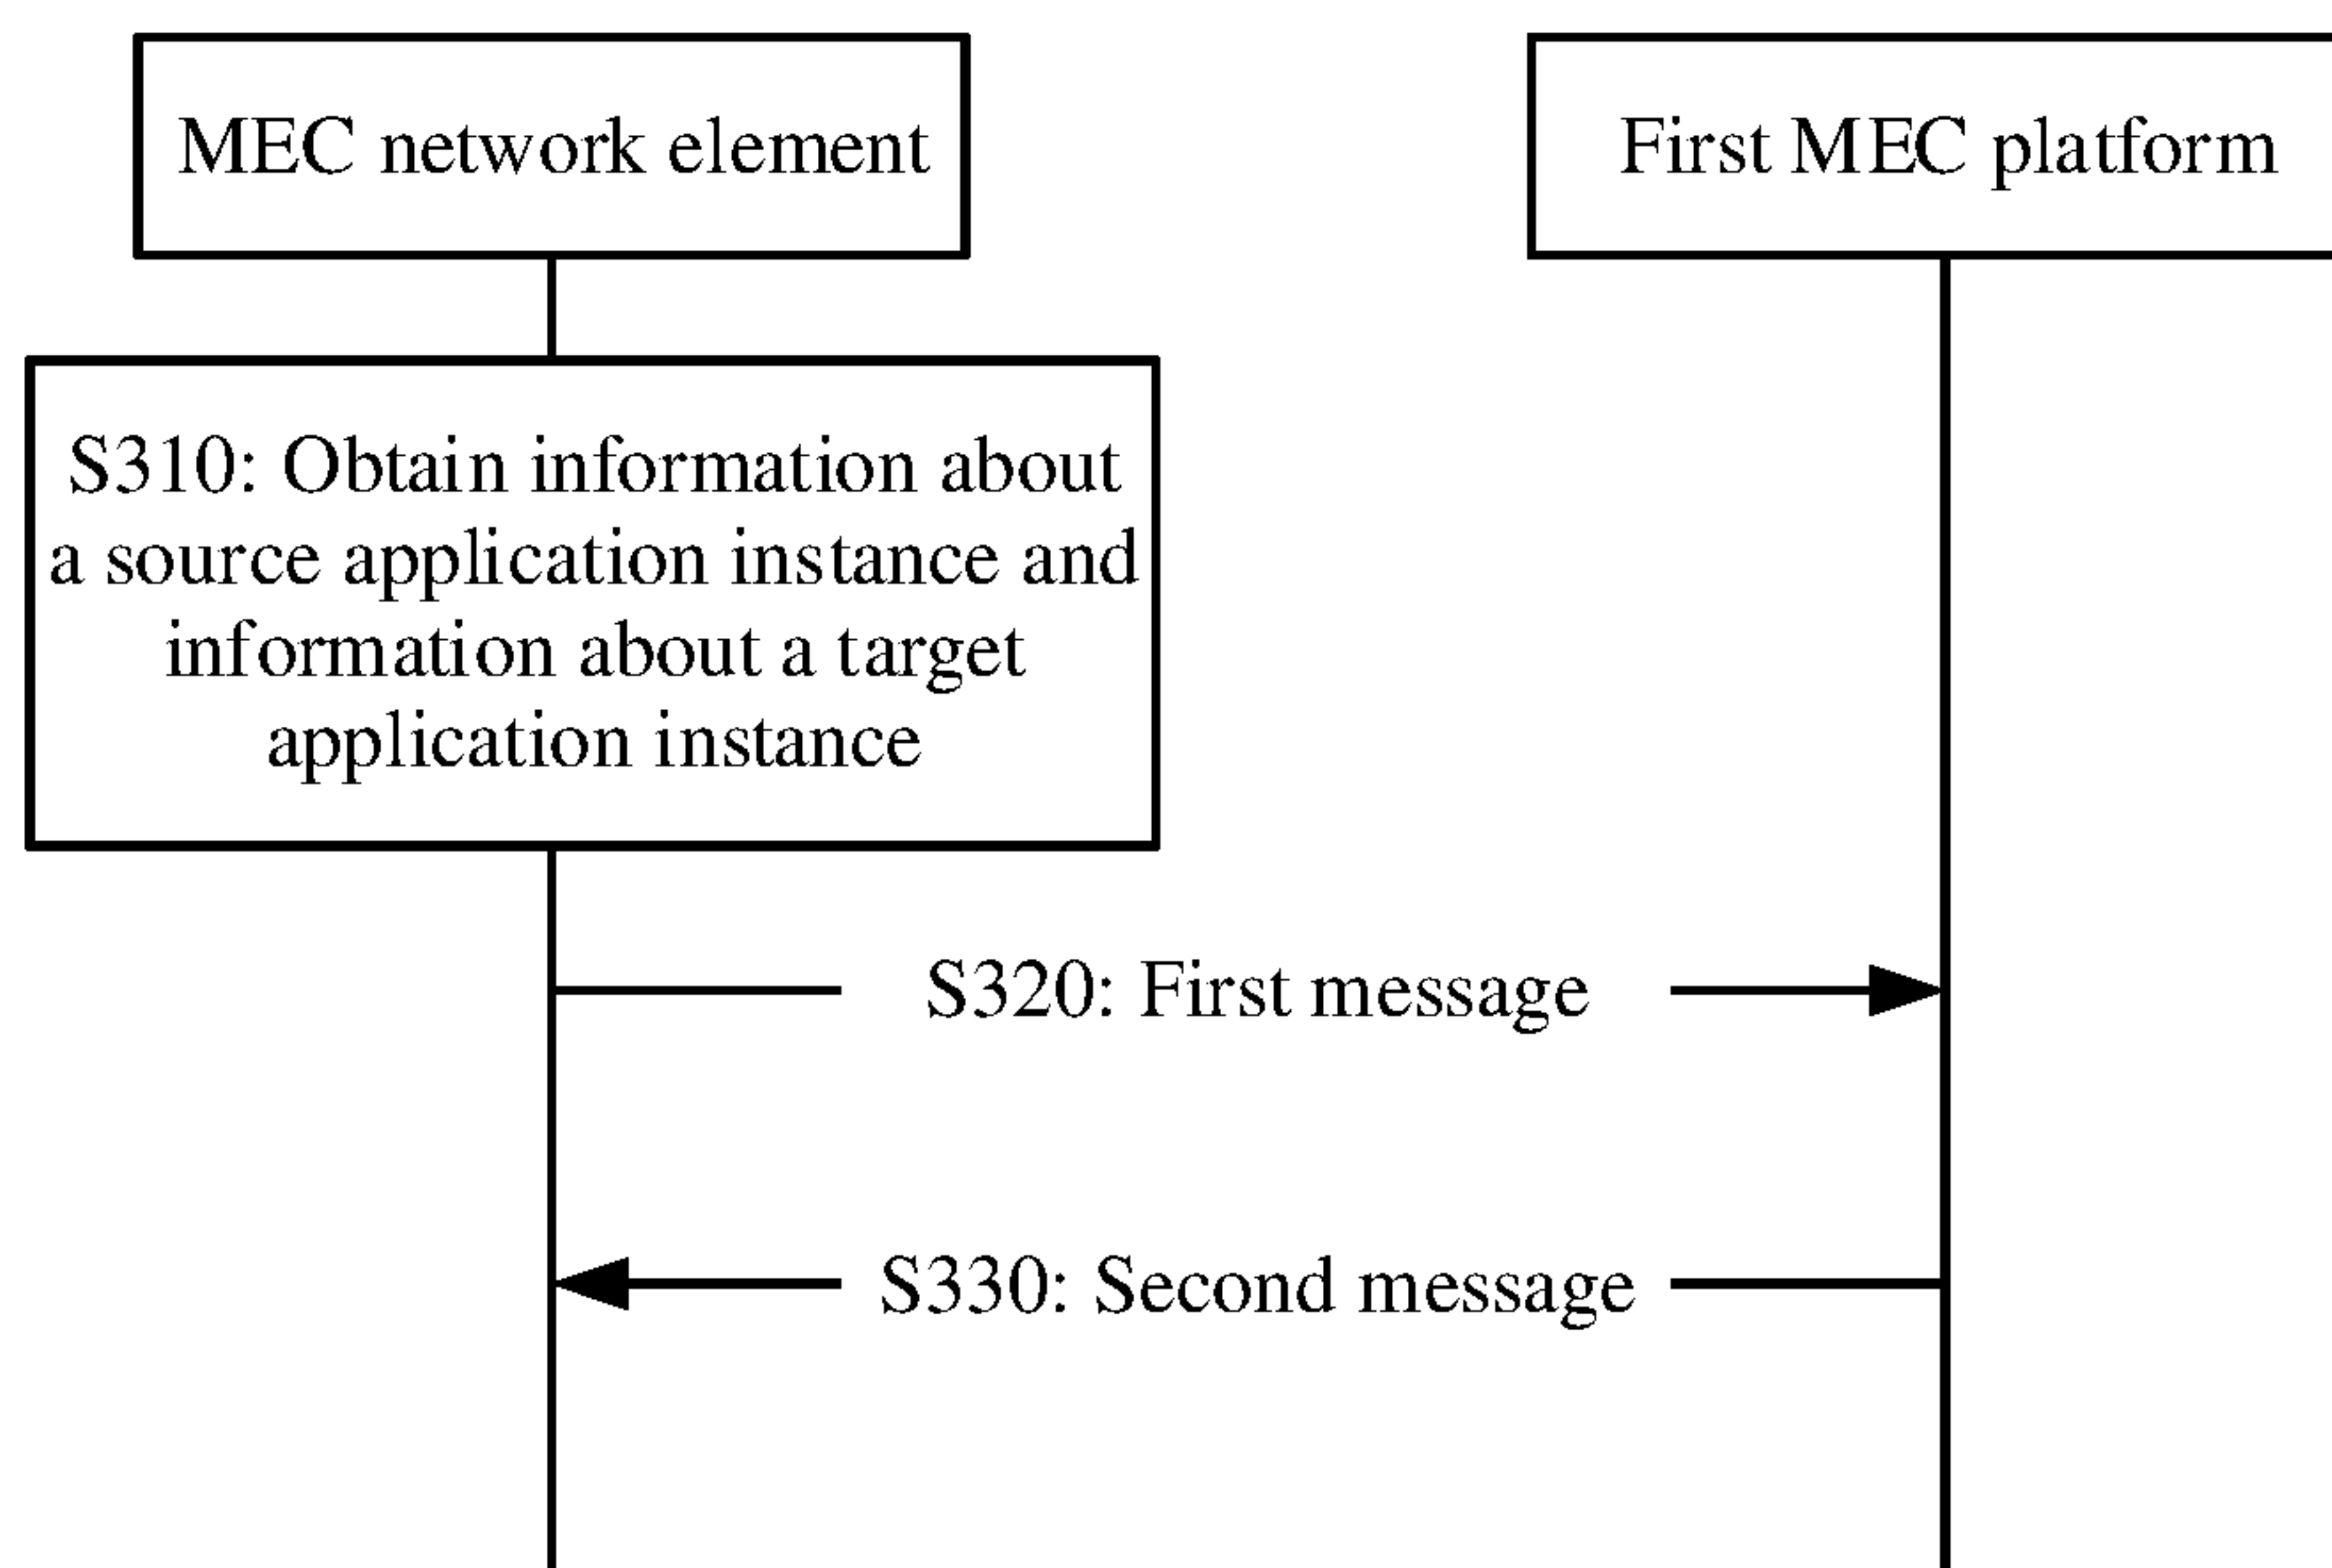 MEC network element
First MEC platform
S310: Obtain information about
a source application instance and
information about a target
application instance
S320: First message
S330: Second message